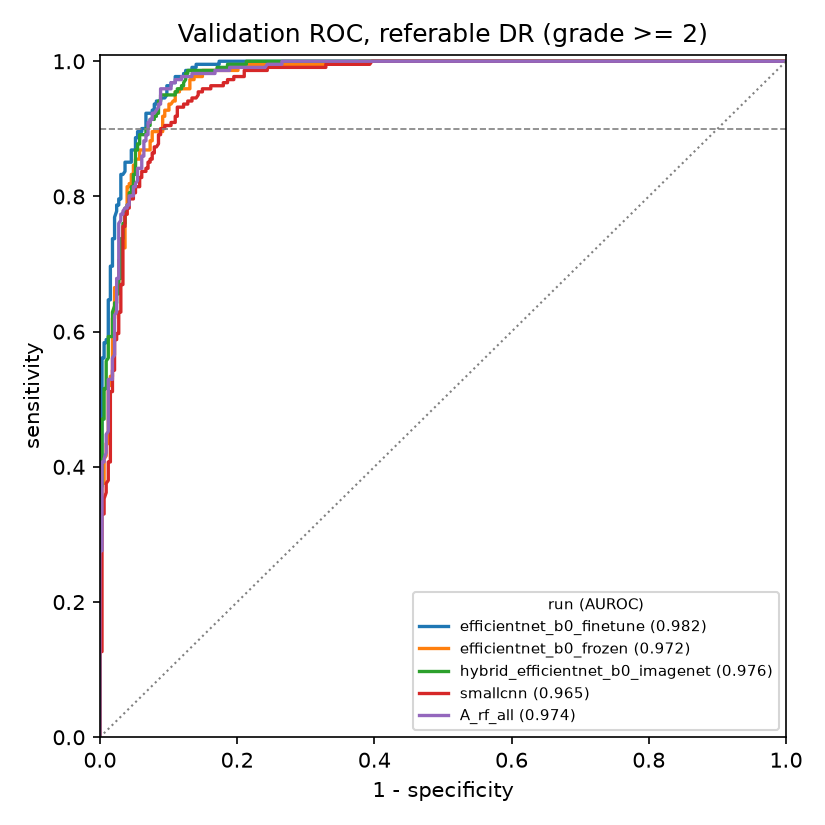 Validation ROC, referable DR (grade >= 2)
1.0
0.8
0.6
0.4
0.2
0.0
sensitivity
0.0 0.2 0.4 0.6 0.8 1.0
1 - specificity
run (AUROC)
efficientnet_b0_finetune (0.982)
efficientnet_b0_frozen (0.972)
hybrid_efficientnet_b0_imagenet (0.976)
smallcnn (0.965)
A_rf_all (0.974)